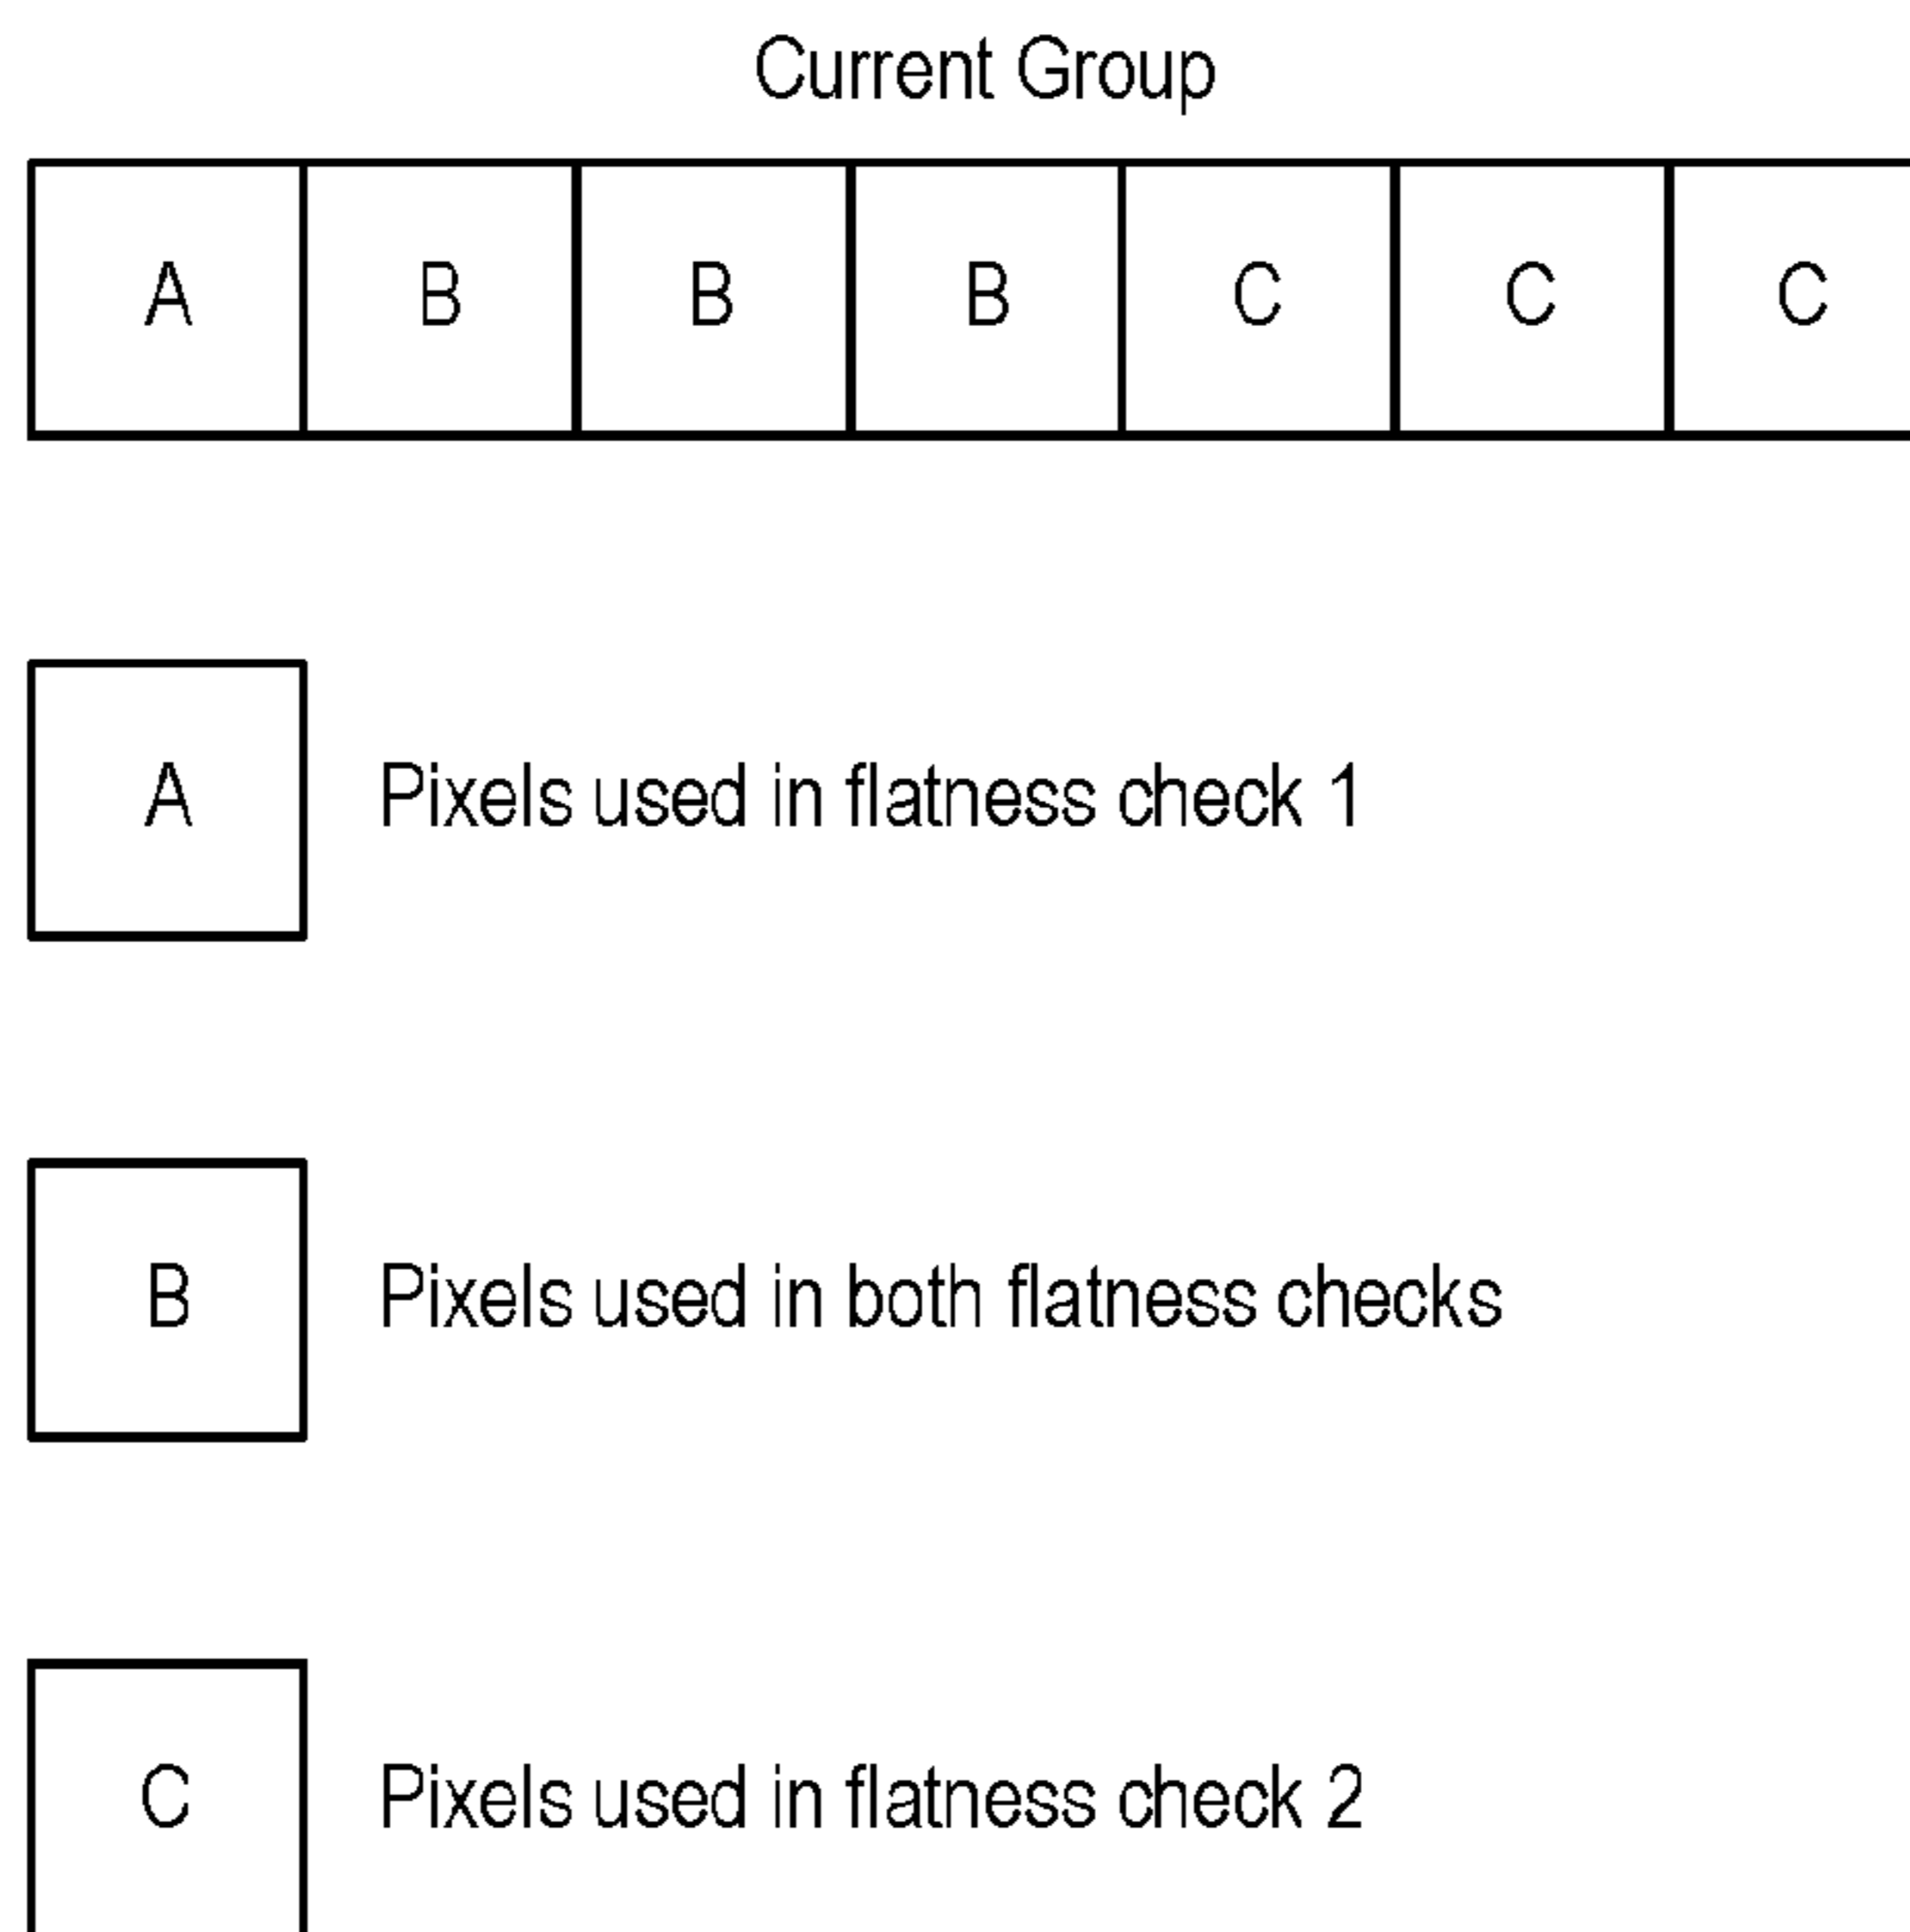 Current Group
A B B B C C C
A Pixels used in flatness check 1
B Pixels used in both flatness checks
C Pixels used in flatness check 2